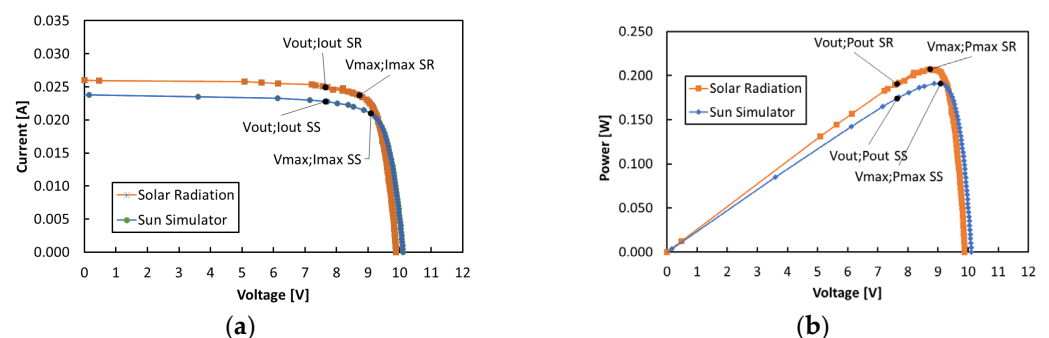 0.035
0.030
0.025
0.020
0.015
0.010
0.005
0.000
Current [A]
Vout;Iout SR
Vmax;Imax SR
Vout;Iout SS
Vmax;Imax SS
Solar Radiation
Sun Simulator
0 1 2 3 4 5 6 7 8 9 10 11 12
Voltage [V]
(a)
0.250
0.200
0.150
0.100
0.050
0.000
Power [W]
Vout;Pout SR
Vmax;Pmax SR
Solar Radiation
Sun Simulator
Vout;Pout SS
Vmax;Pmax SS
0 1 2 3 4 5 6 7 8 9 10 11 12
Voltage [V]
(b)